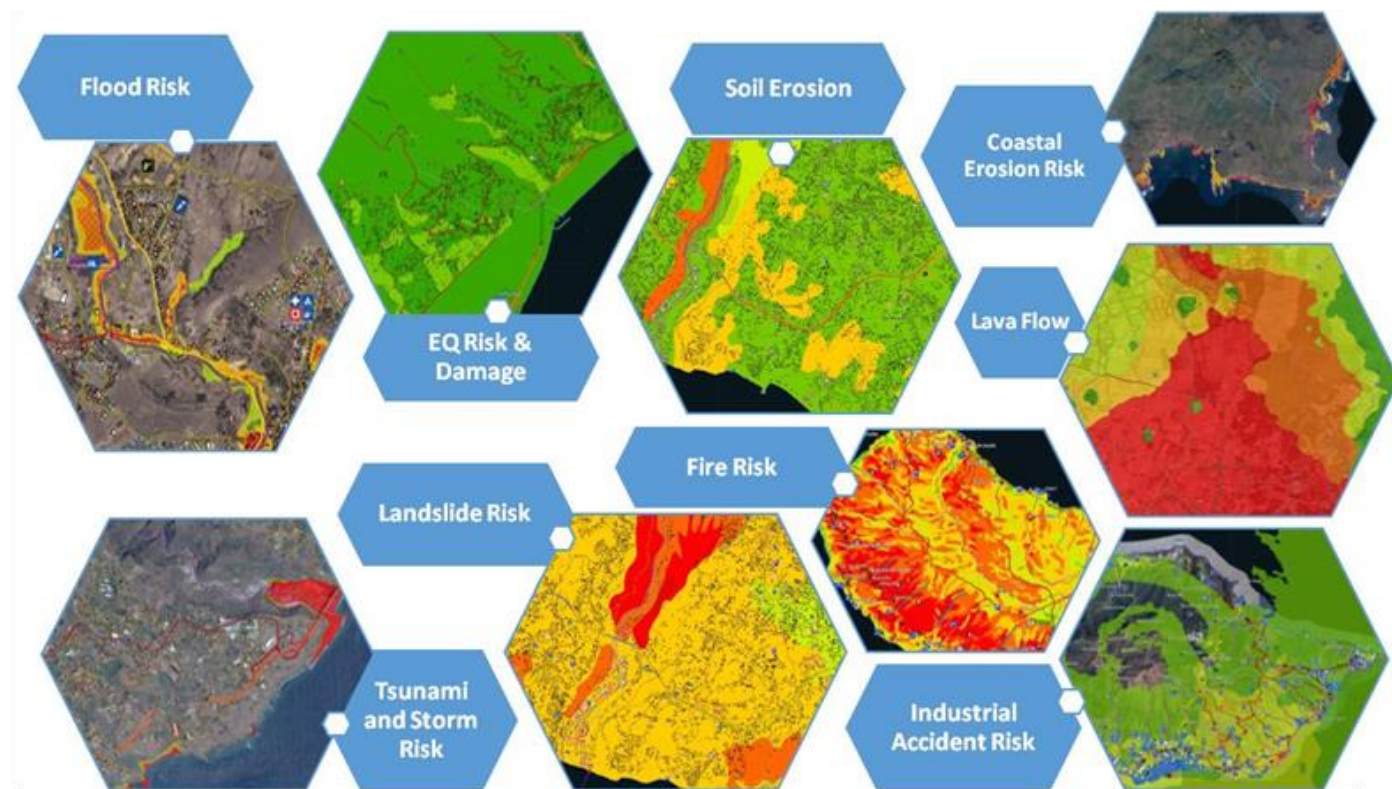 Flood Risk
Soil Erosion
Coastal
Erosion Risk
Lava Flow
EQ Risk &
Damage
Fire Risk
Landslide Risk
Tsunami
and Storm
Risk
Industrial
Accident Risk